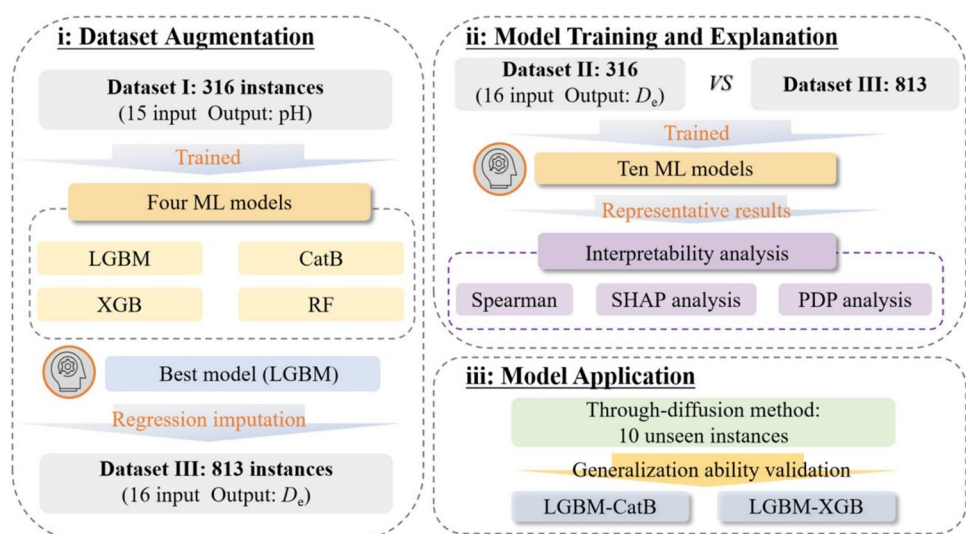 i: Dataset Augmentation
Dataset I: 316 instances
(15 input Output: pH)
Trained
Four ML models
LGBM
CatB
XGB
RF
Best model (LGBM)
Regression imputation
Dataset III: 813 instances
(16 input Output: De)
ii: Model Training and Explanation
Dataset II: 316
(16 input Output: De)
VS
Dataset III: 813
Trained
Ten ML models
Representative results
Interpretability analysis
Spearman
SHAP analysis
PDP analysis
iii: Model Application
Through-diffusion method:
10 unseen instances
Generalization ability validation
LGBM-CatB
LGBM-XGB